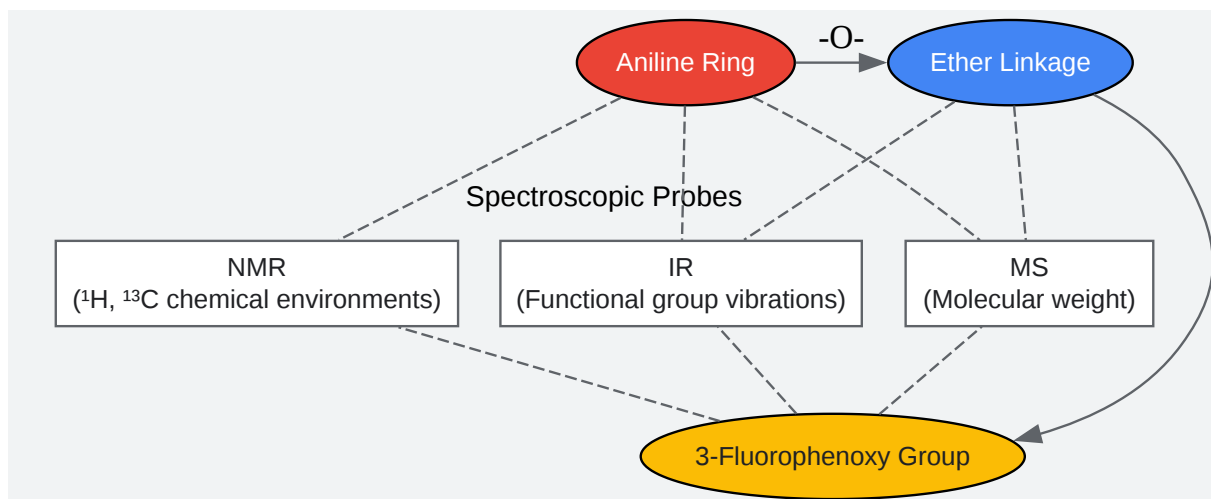 -O-
Aniline Ring
Ether Linkage
Spectroscopic Probes
NMR
(¹H, ¹³C chemical environments)
IR
(Functional group vibrations)
MS
(Molecular weight)
3-Fluorophenoxy Group